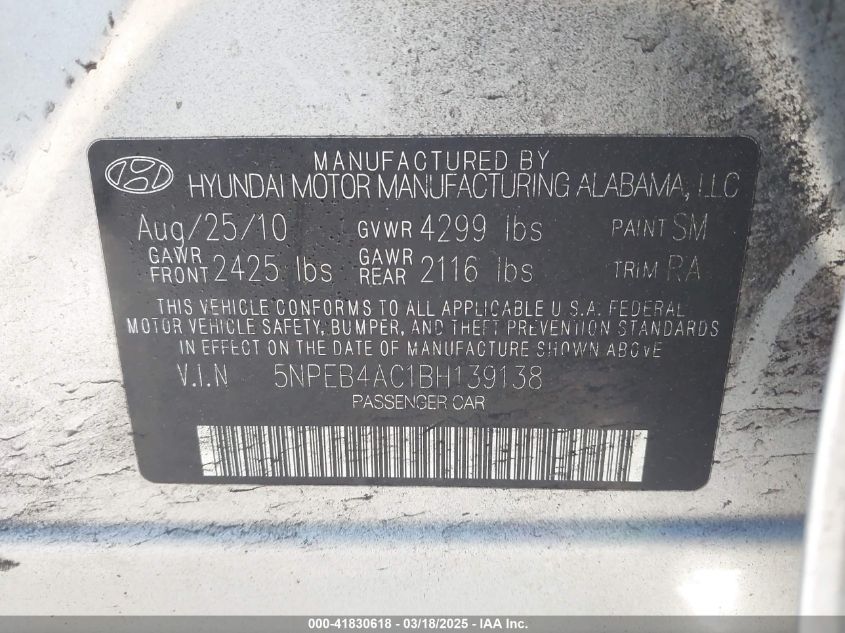 MANUFACTURED BY
HYUNDAI MOTOR MANUFACTURING ALABAMA, LLC
Aug/25/10 GVWR 4299 lbs PAINT SM
GAWR FRONT 2425 lbs GAWR REAR 2116 lbs TRIM RA
THIS VEHICLE CONFORMS TO ALL APPLICABLE U.S.A. FEDERAL
MOTOR VEHICLE SAFETY, BUMPER, AND THEFT PREVENTION STANDARDS
IN EFFECT ON THE DATE OF MANUFACTURE SHOWN ABOVE
V.I.N 5NPEB4AC1BH139138
PASSENGER CAR
000-41830618 - 03/18/2025 - IAA Inc.